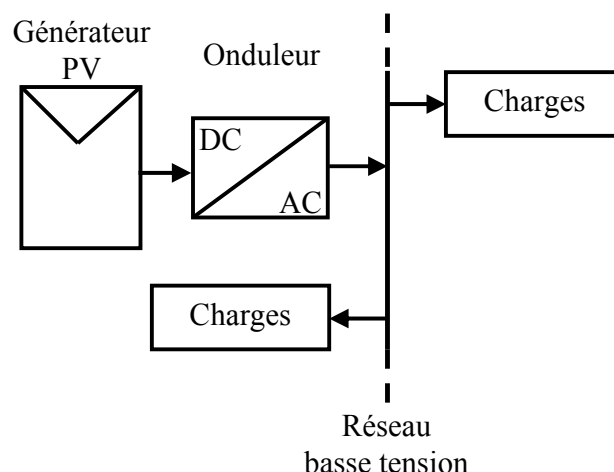 Générateur
PV
Onduleur
Charges
DC
AC
Charges
Réseau
basse tension